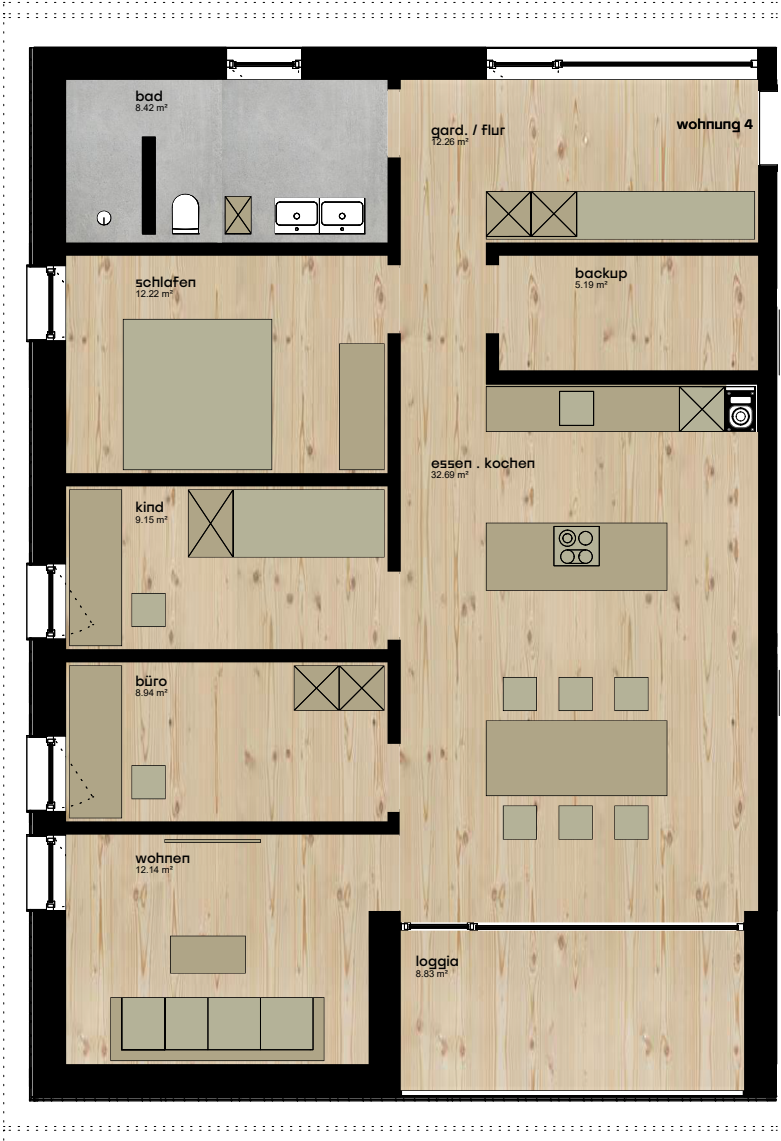 bad
8.42 m²
gard. / flur
12.26 m²
wohnung 4
schlafen
12.22 m²
backup
5.19 m²
essen . kochen
32.69 m²
kind
9.15 m²
büro
8.94 m²
wohnen
12.14 m²
loggia
8.83 m²